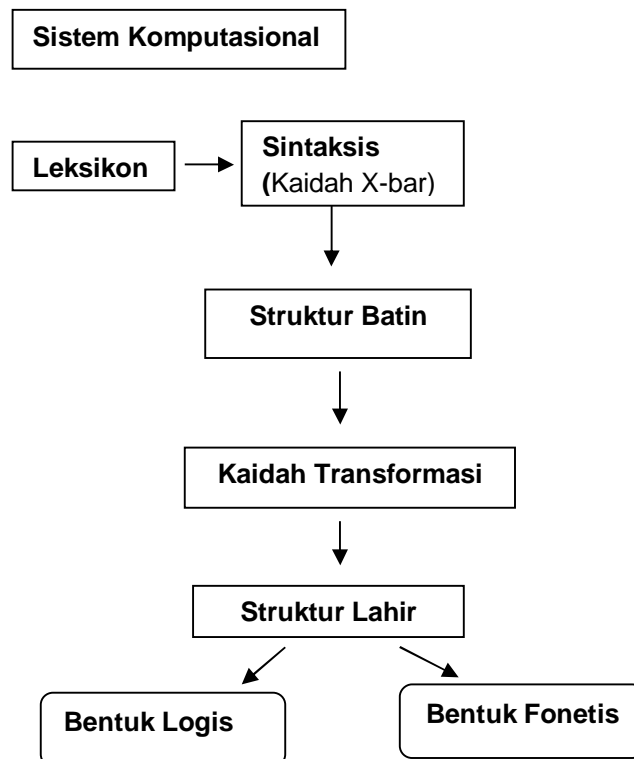 Sistem Komputasional
Leksikon
Sintaksis
(Kaidah X-bar)
Struktur Batin
Kaidah Transformasi
Struktur Lahir
Bentuk Logis
Bentuk Fonetis